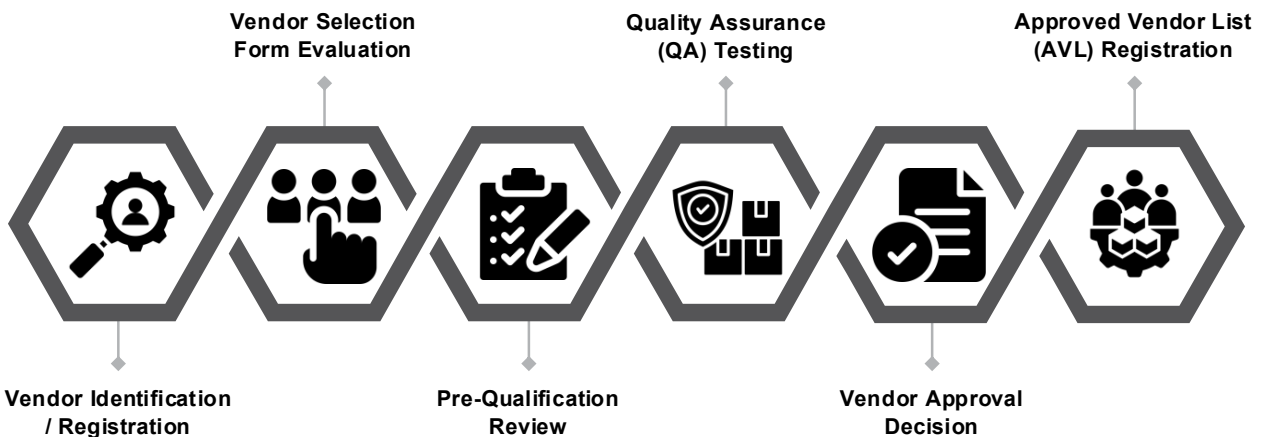 Vendor Selection
Form Evaluation
Quality Assurance
(QA) Testing
Approved Vendor List
(AVL) Registration
Vendor Identification
/ Registration
Pre-Qualification
Review
Vendor Approval
Decision